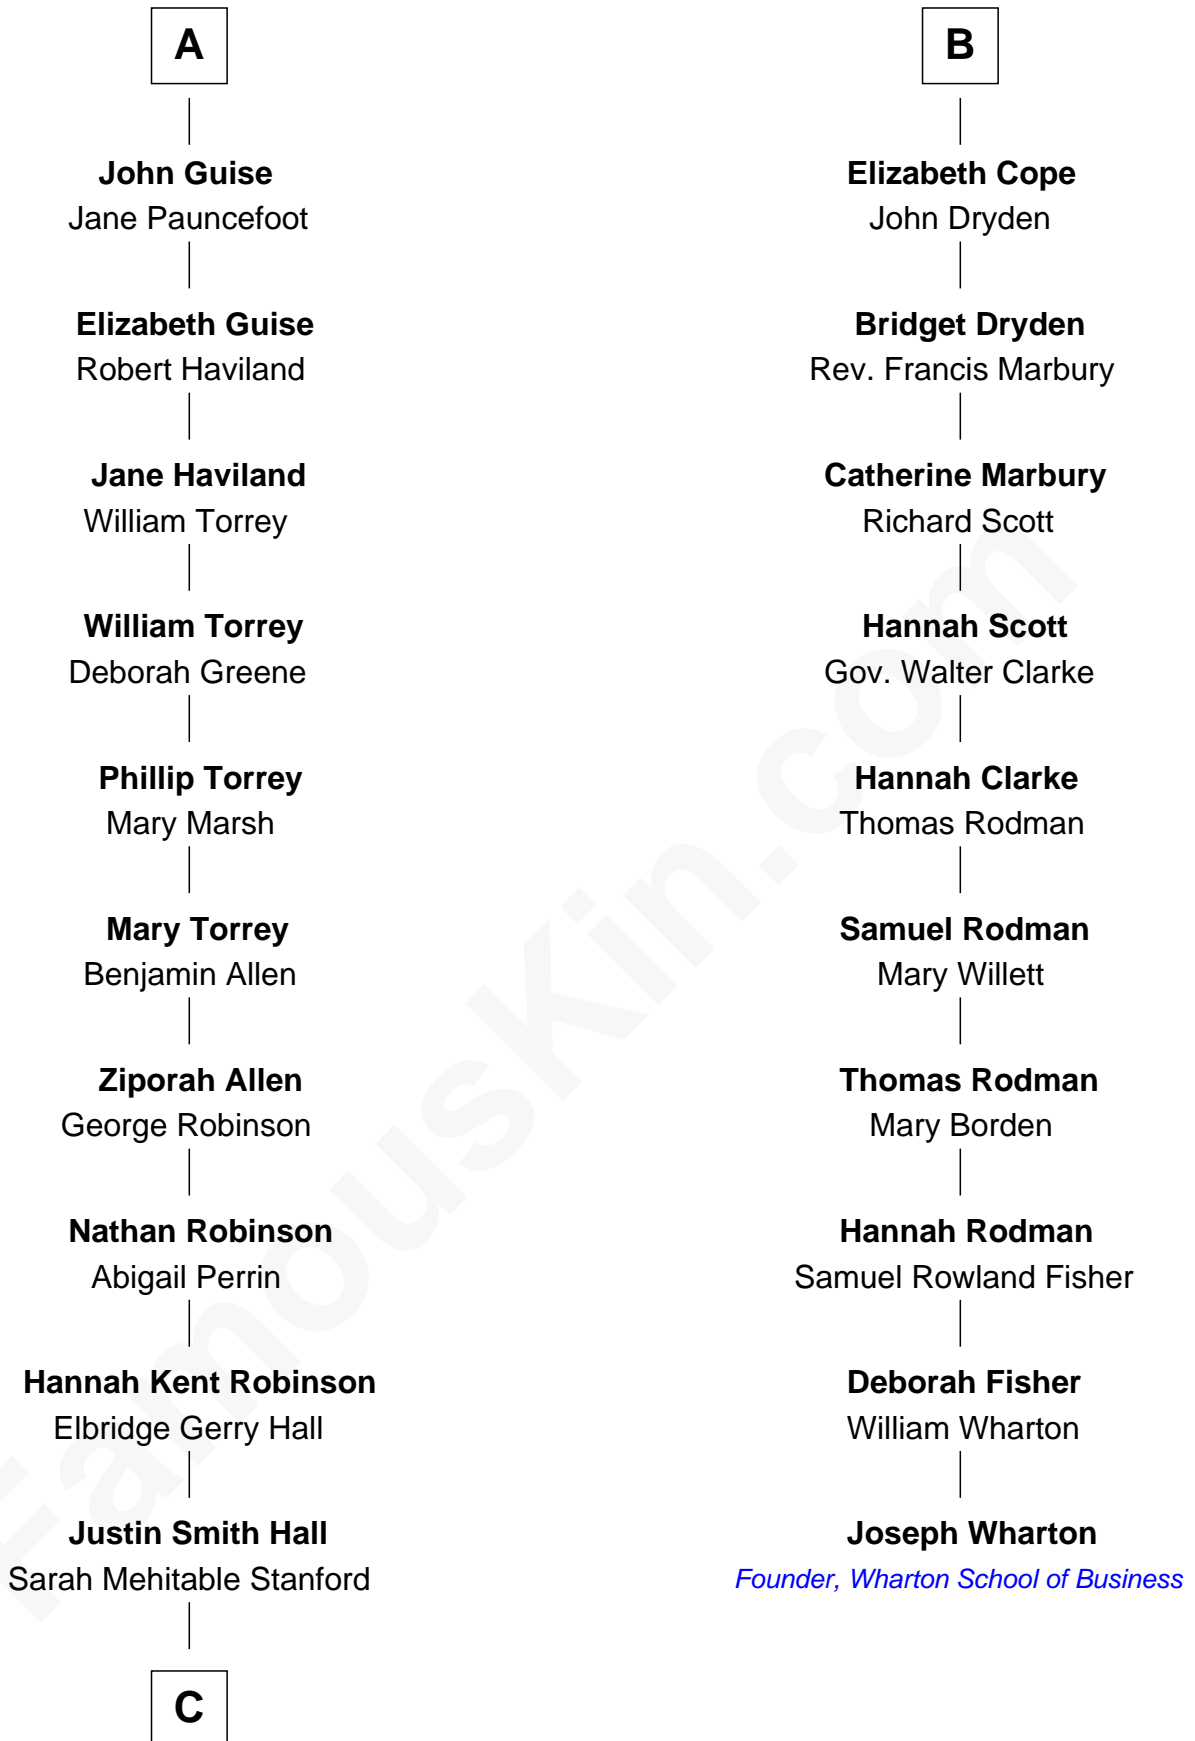 A
John Guise
Jane Pauncefoot
Elizabeth Guise
Robert Haviland
Jane Haviland
William Torrey
William Torrey
Deborah Greene
Phillip Torrey
Mary Marsh
Mary Torrey
Benjamin Allen
Ziporah Allen
George Robinson
Nathan Robinson
Abigail Perrin
Hannah Kent Robinson
Elbridge Gerry Hall
Justin Smith Hall
Sarah Mehitable Stanford
C
B
Elizabeth Cope
John Dryden
Bridget Dryden
Rev. Francis Marbury
Catherine Marbury
Richard Scott
Hannah Scott
Gov. Walter Clarke
Hannah Clarke
Thomas Rodman
Samuel Rodman
Mary Willett
Thomas Rodman
Mary Borden
Hannah Rodman
Samuel Rowland Fisher
Deborah Fisher
William Wharton
Joseph Wharton
Founder, Wharton School of Business
FamousKin.com